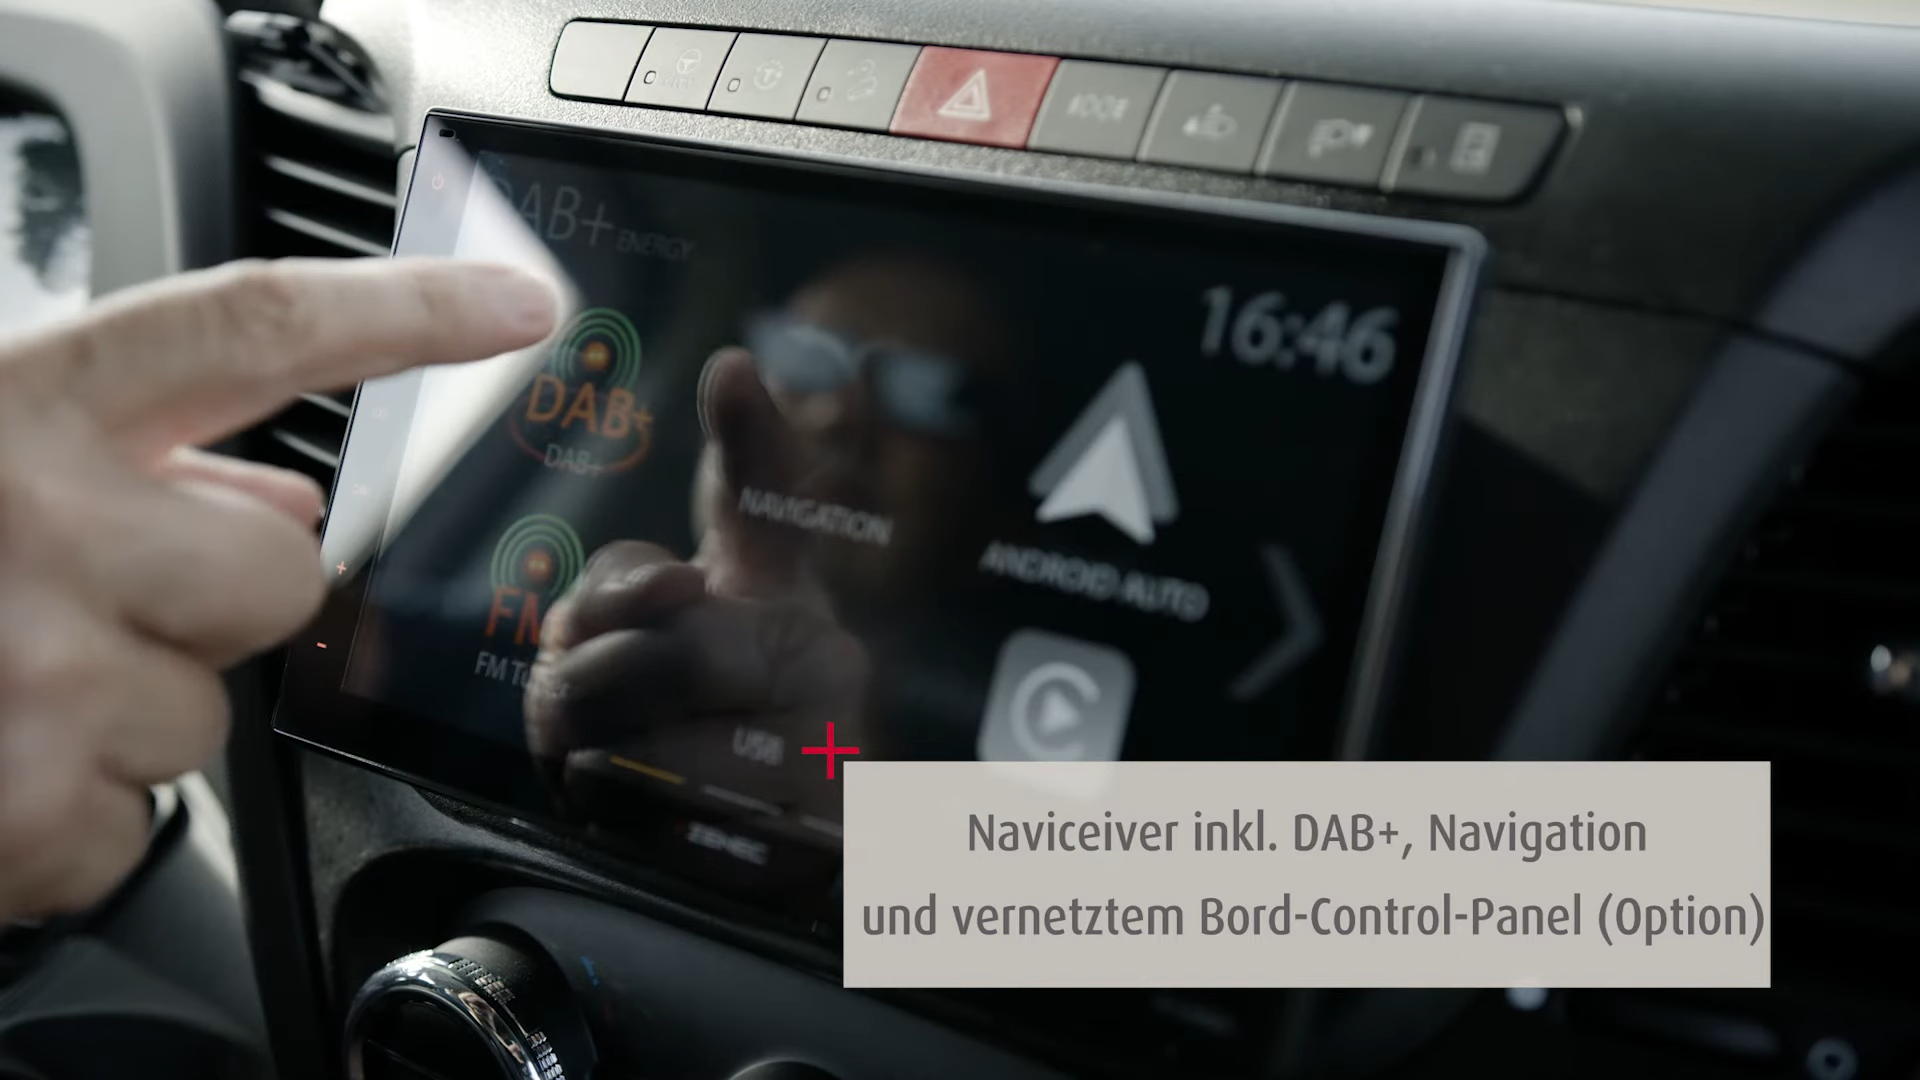 DAB+ ENERGY
16:46
DAB+
DAB+
NAVIGATION
ANDROID AUTO
FM
USB
ZENEC
Naviceiver inkl. DAB+, Navigation
und vernetztem Bord-Control-Panel (Option)